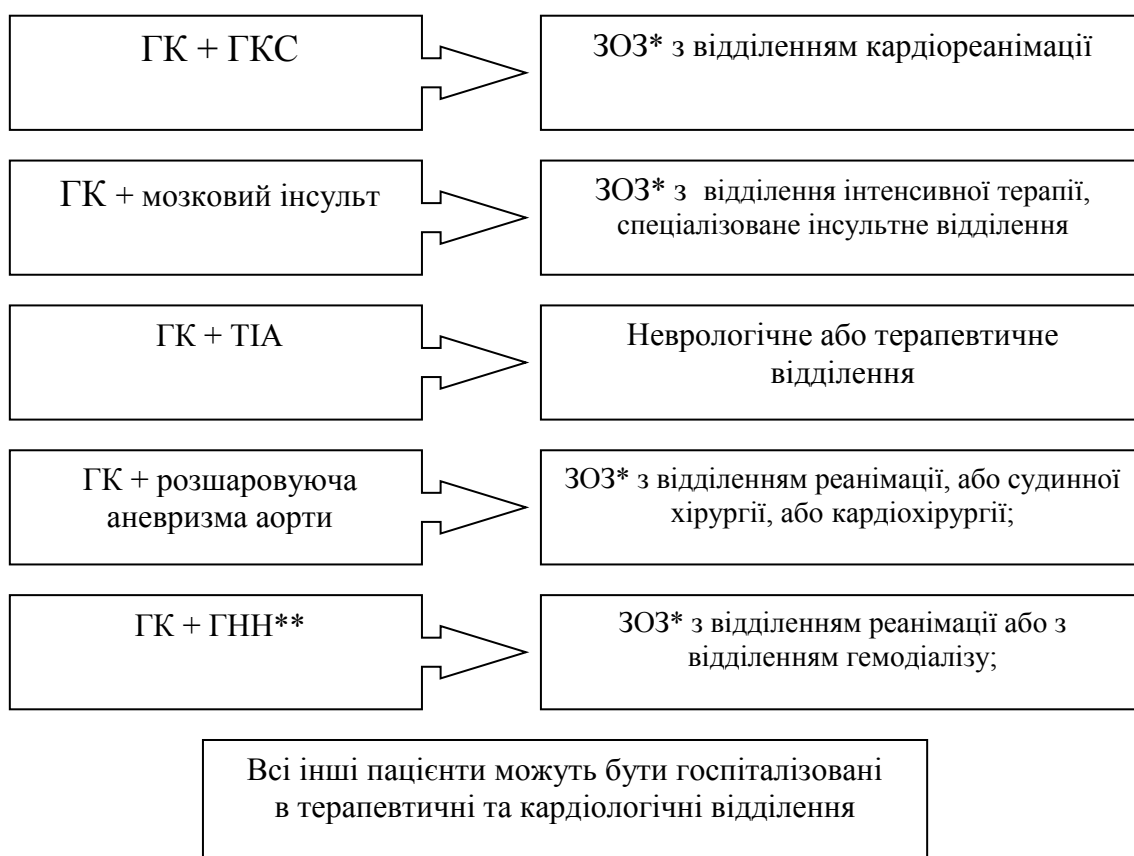 ГК + ГКС
ЗОЗ* з відділенням кардіореанімації
ГК + мозковий інсульт
ЗОЗ* з відділення інтенсивної терапії,
спеціалізоване інсультне відділення
ГК + ТІА
Неврологічне або терапевтичне
відділення
ГК + розшаровуюча
аневризма аорти
ЗОЗ* з відділенням реанімації, або судинної
хірургії, або кардіохірургії;
ГК + ГНН**
ЗОЗ* з відділенням реанімації або з
відділенням гемодіалізу;
Всі інші пацієнти можуть бути госпіталізовані
в терапевтичні та кардіологічні відділення